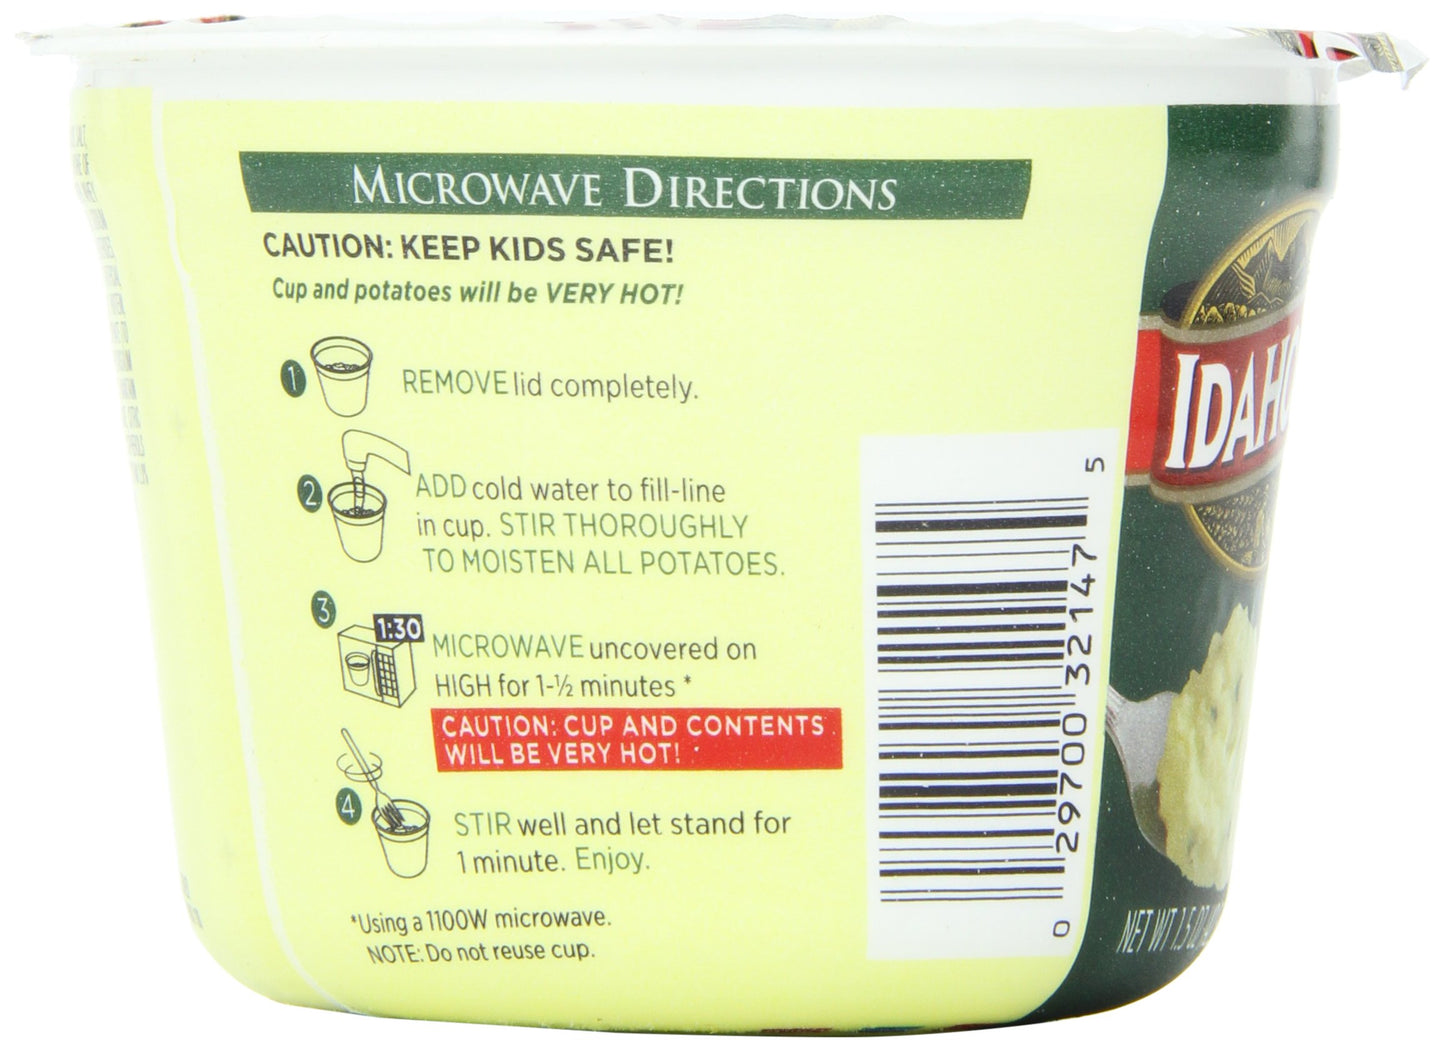 MICROWAVE DIRECTIONS
CAUTION: KEEP KIDS SAFE!
Cup and potatoes will be VERY HOT!
1
REMOVE lid completely.
2
ADD cold water to fill-line
in cup. STIR THOROUGHLY
TO MOISTEN ALL POTATOES.
3
1:30
MICROWAVE uncovered on
HIGH for 1-½ minutes *
CAUTION: CUP AND CONTENTS
WILL BE VERY HOT!
4
STIR well and let stand for
1 minute. Enjoy.
*Using a 1100W microwave.
NOTE: Do not reuse cup.
0 29700 32147 5
IDAHO
NET WT 1.5 OZ